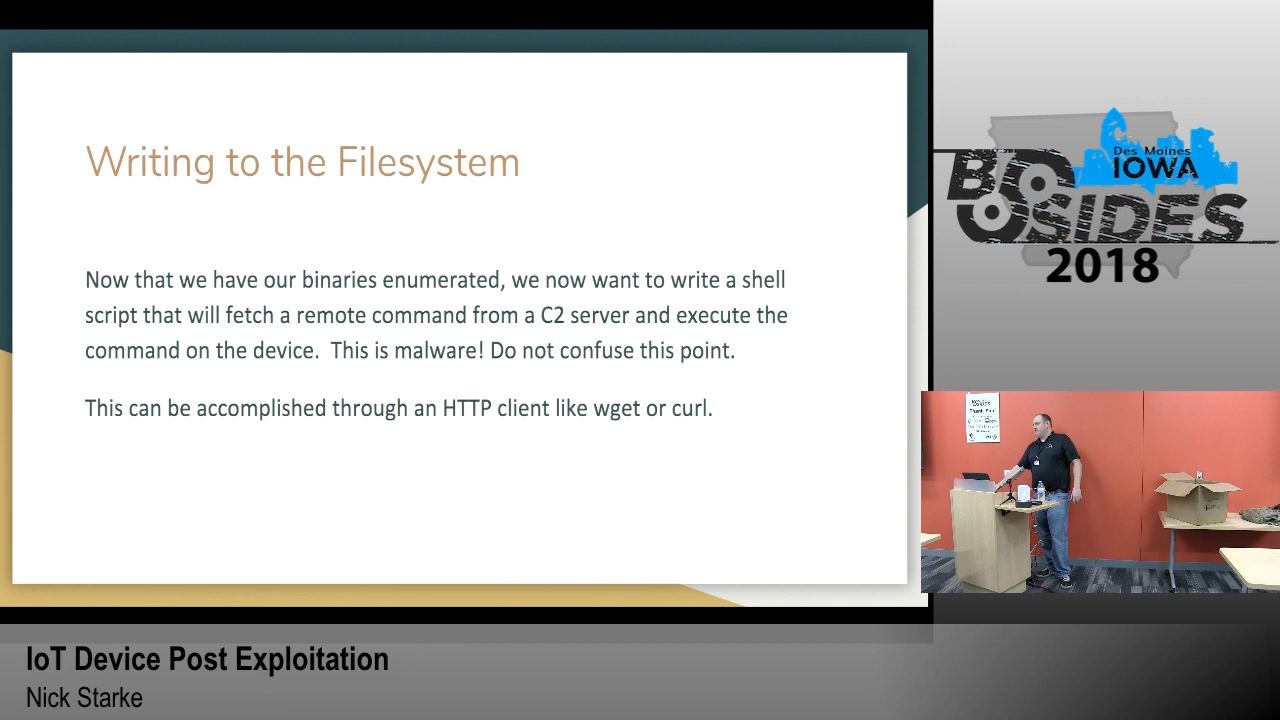 Writing to the Filesystem
Now that we have our binaries enumerated, we now want to write a shell
script that will fetch a remote command from a C2 server and execute the
command on the device.  This is malware! Do not confuse this point.
This can be accomplished through an HTTP client like wget or curl.
Des Moines
IOWA
BSIDES
2018
Thank You!
IoT Device Post Exploitation
Nick Starke